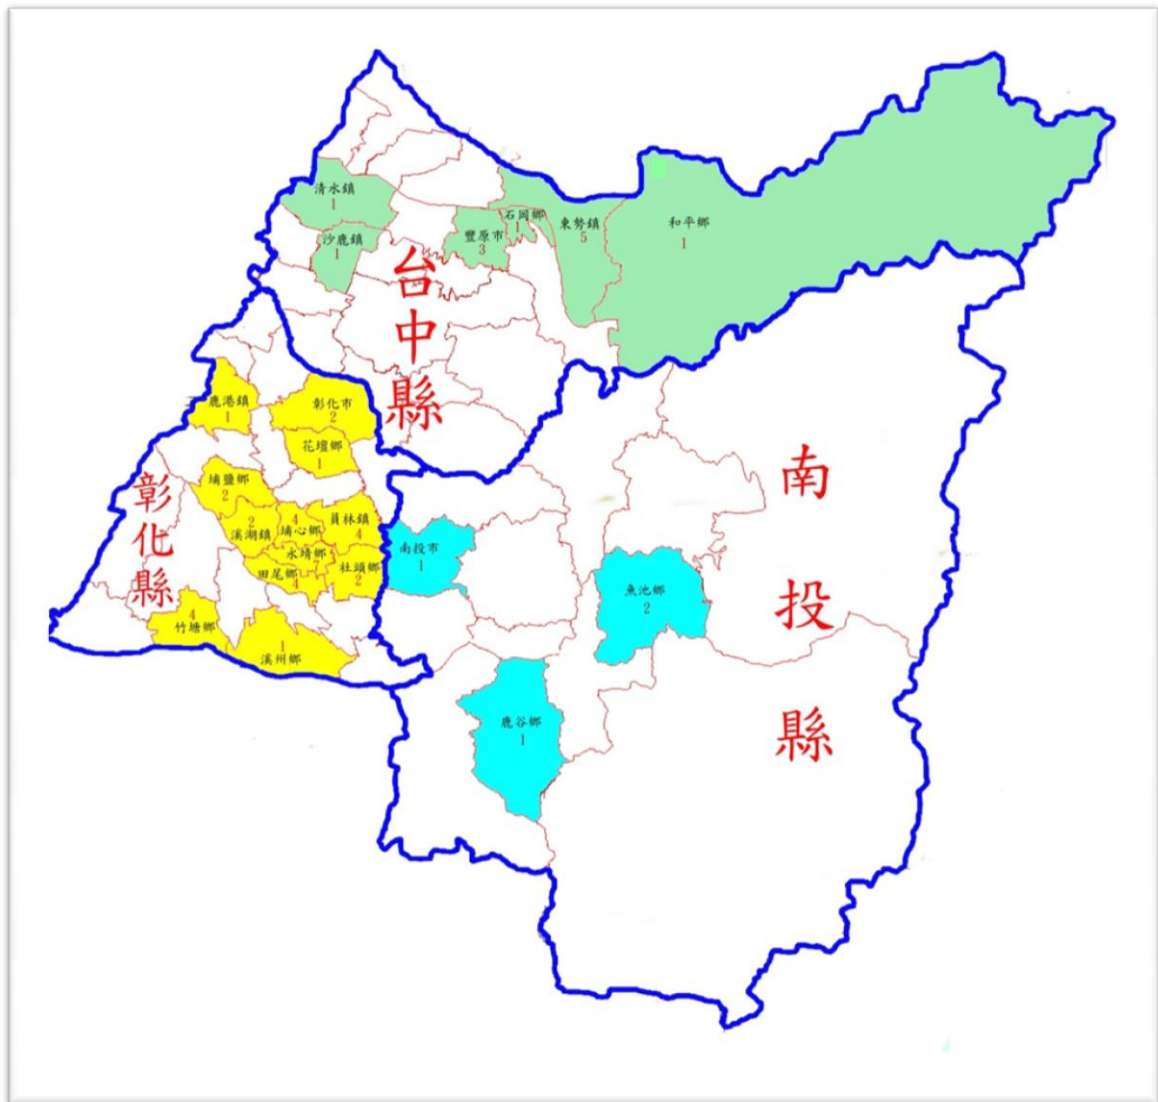 清水鎮
1
沙鹿鎮
1
豐原市
3
石岡鄉
1
東勢鎮
5
和平鄉
1
台中縣
鹿港鎮
1
彰化市
2
花壇鄉
1
埔鹽鄉
2
2
溪湖鎮
4
埔心鄉
員林鎮
4
永靖鄉
7
田尾鄉
4
社頭鄉
2
4
竹塘鄉
1
溪州鄉
彰化縣
南投市
1
魚池鄉
2
鹿谷鄉
1
南投縣